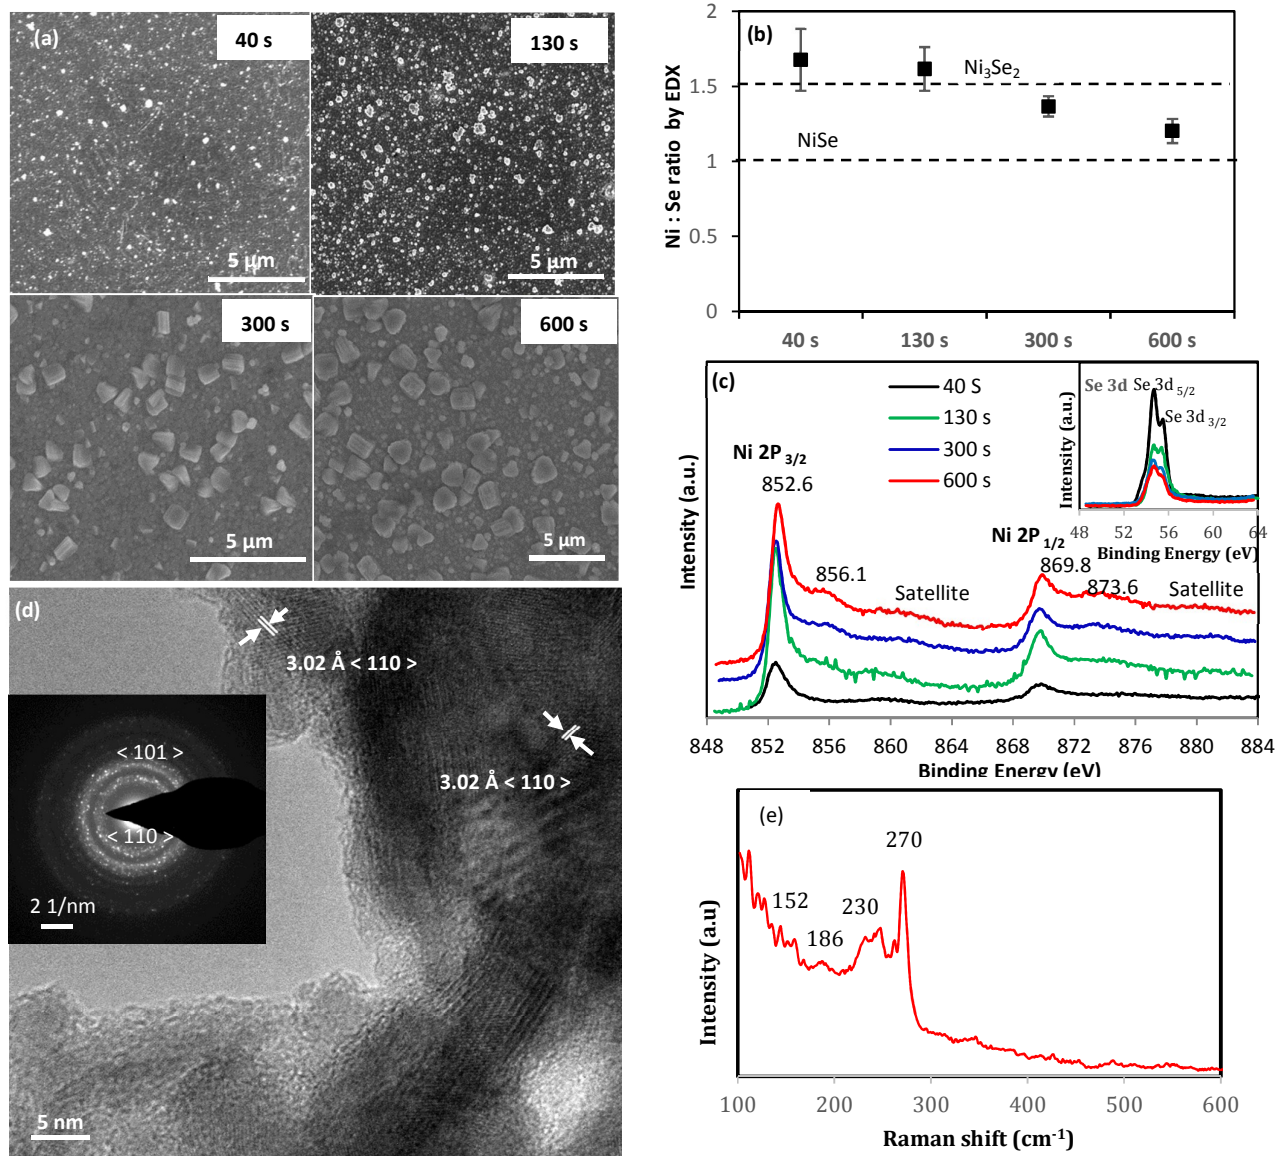 (a)
40 s
130 s
5 µm
5 µm
300 s
600 s
5 µm
5 µm
(b)
Ni : Se ratio by EDX
2
1.5
1
0.5
0
Ni₃Se₂
NiSe
40 s
130 s
300 s
600 s
(c)
40 S
130 s
300 s
600 s
Ni 2P 3/2
852.6
856.1
Satellite
Ni 2P 1/2
869.8
873.6
Satellite
Intensity (a.u.)
848 852 856 860 864 868 872 876 880 884
Binding Energy (eV)
Se 3d
Se 3d 5/2
Se 3d 3/2
Intensity (a.u.)
48 52 56 60 64
Binding Energy (eV)
(d)
3.02 Å < 110 >
3.02 Å < 110 >
< 101 >
< 110 >
2 1/nm
5 nm
(e)
270
230
152
186
Intensity (a.u)
100 200 300 400 500 600
Raman shift (cm⁻¹)